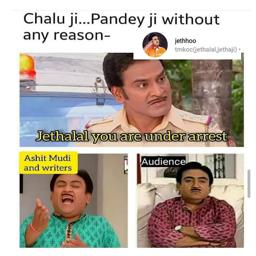 Chalu ji...Pandey ji without
any reason-
jethhoo
tmkoc(jethalal,jethaji) •
Jethalal you are under arrest
Ashit Mudi
and writers
Audience